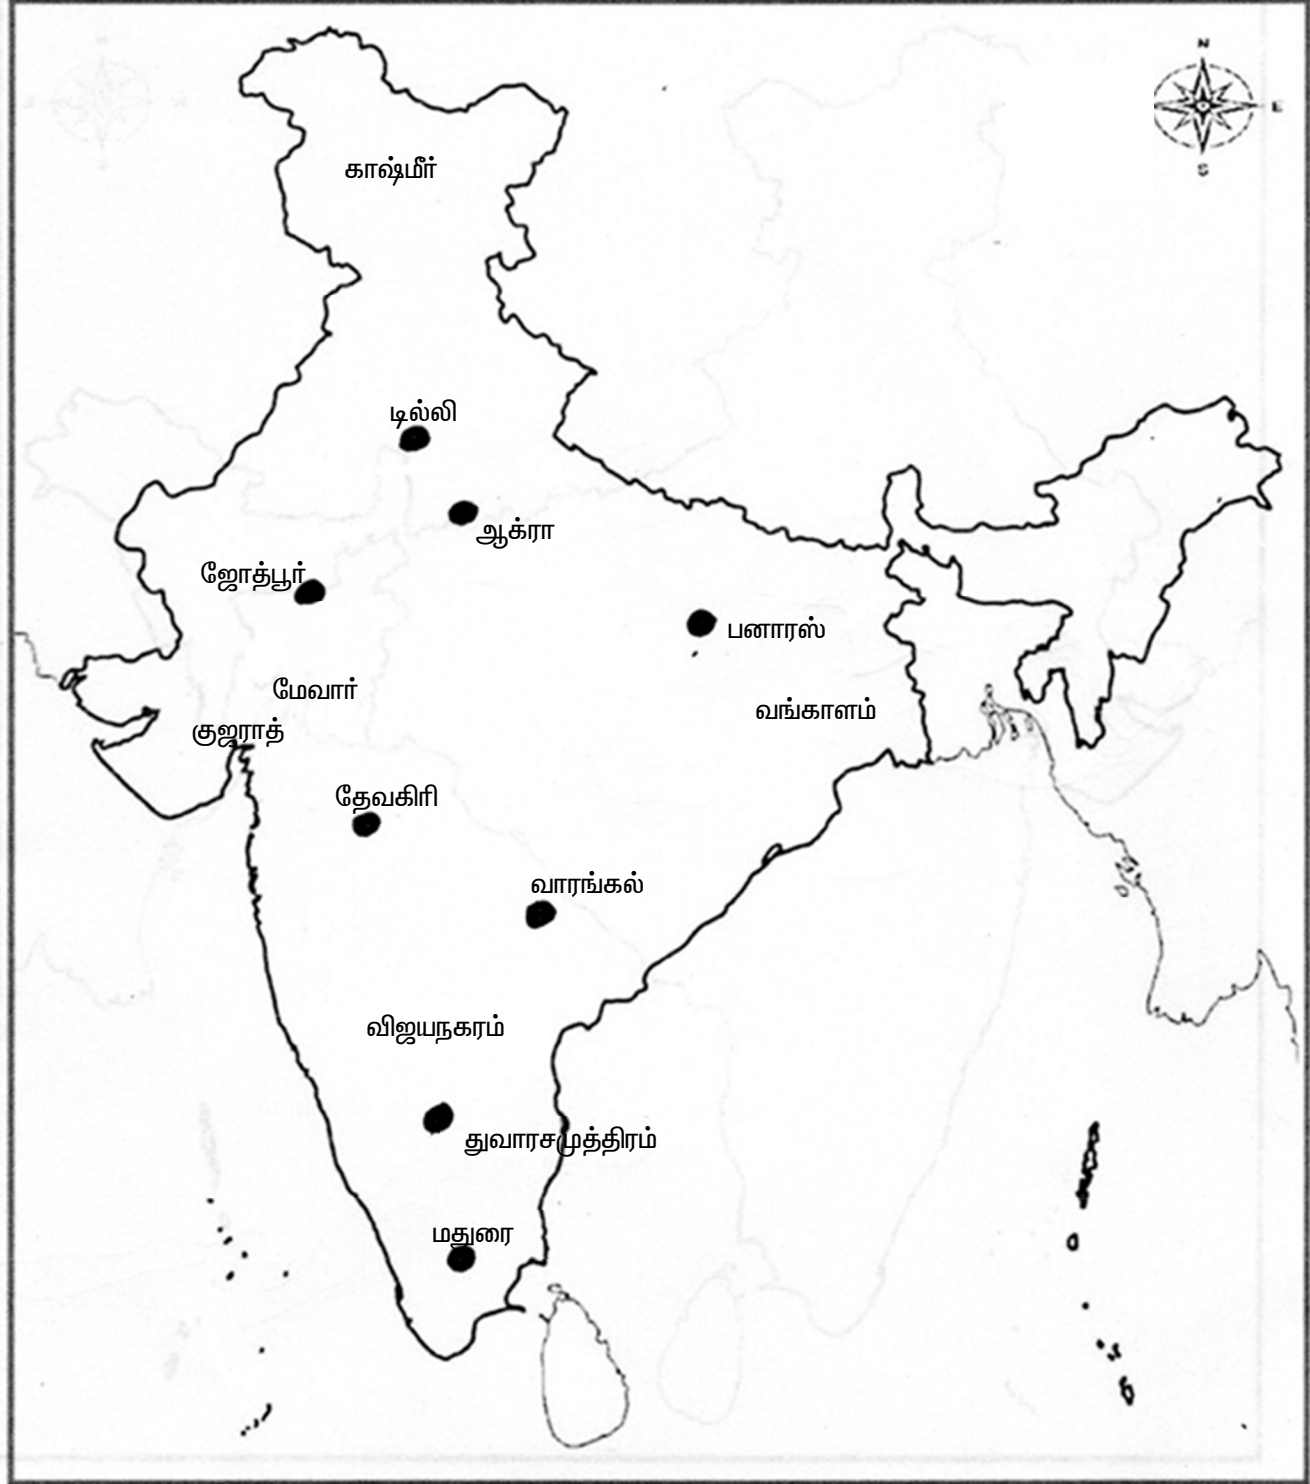 N
E
S
காஷ்மீர்
டில்லி
ஆக்ரா
ஜோத்பூர்
பனாரஸ்
மேவார்
வங்காளம்
குஜராத்
தேவகிரி
வாரங்கல்
விஜயநகரம்
துவாரசமுத்திரம்
மதுரை